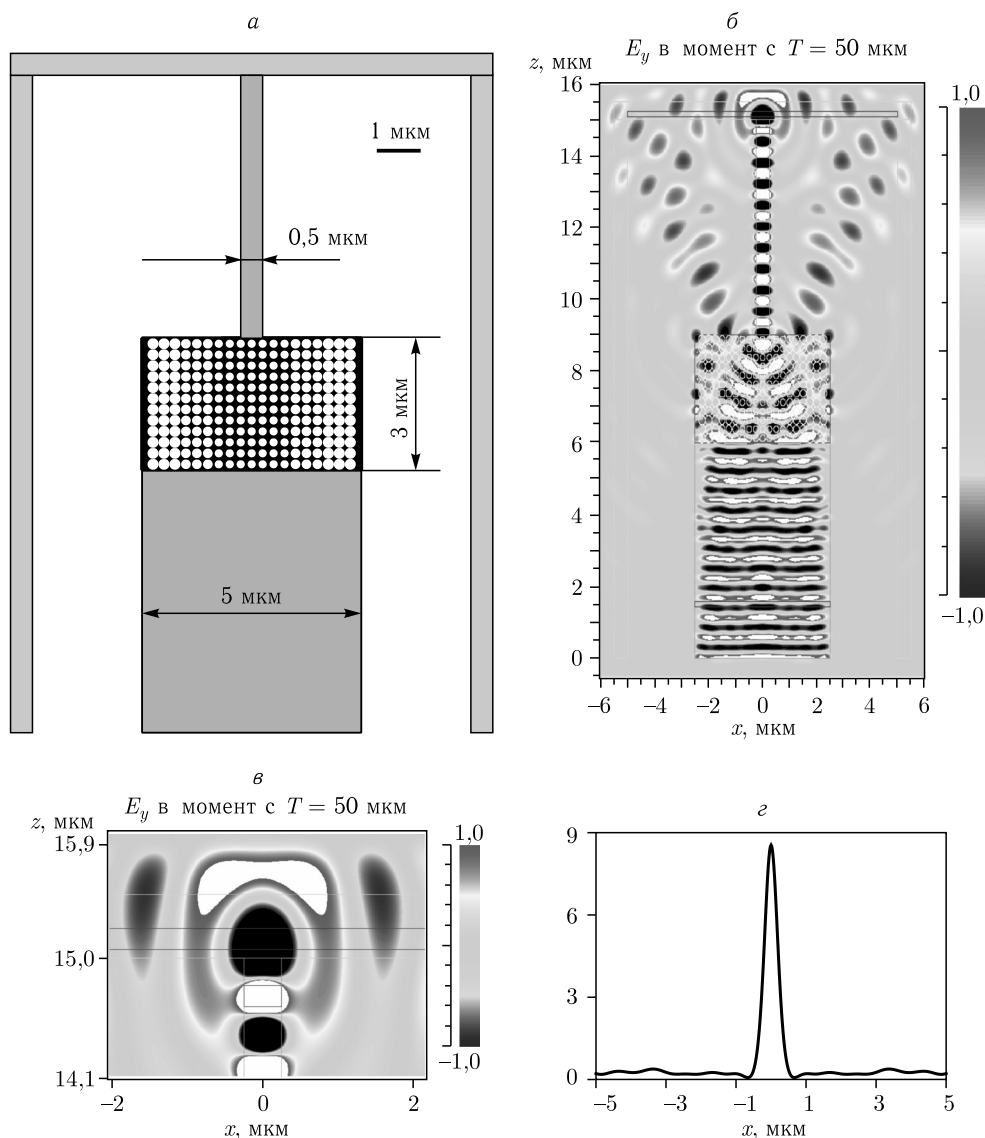 а
1 мкм
0,5 мкм
3 мкм
5 мкм
б
E_y в момент с T = 50 мкм
z, мкм
16
14
12
10
8
6
4
2
0
−6 −4 −2 0 2 4 6
x, мкм
1,0
−1,0
в
E_y в момент с T = 50 мкм
z, мкм
15,9
15,0
14,1
−2 0 2
x, мкм
1,0
−1,0
г
9
6
3
0
−5 −3 −1 1 3 5
x, мкм